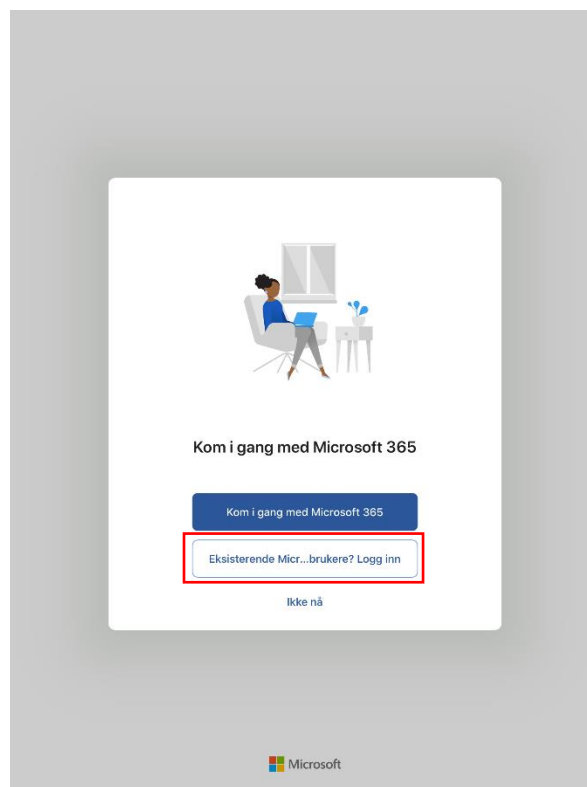 Kom i gang med Microsoft 365
Kom i gang med Microsoft 365
Eksisterende Micr...brukere? Logg inn
Ikke nå
Microsoft